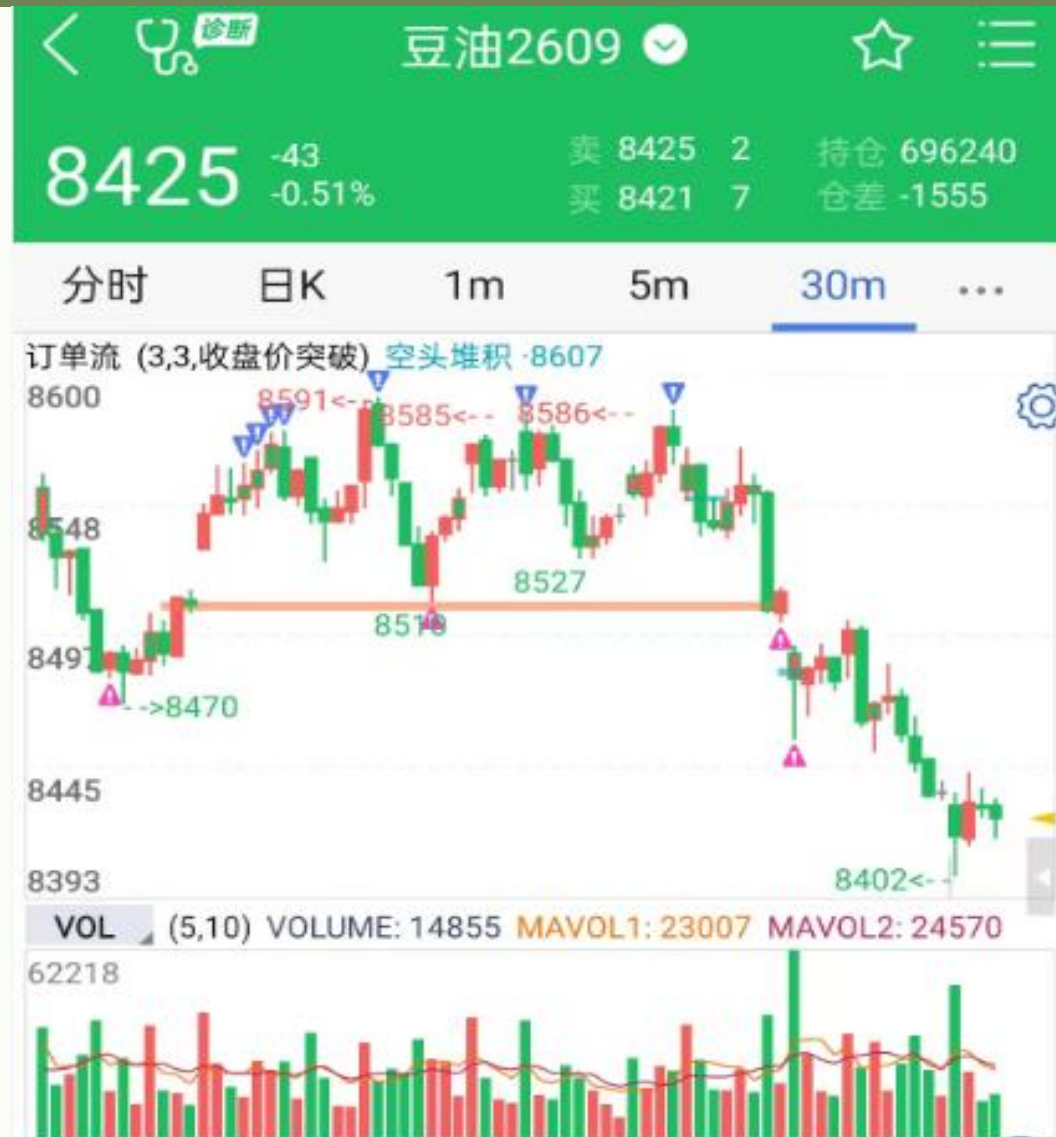 诊断
豆油2609
8425 -43 卖 8425 2 持仓 696240
-0.51% 买 8421 7 仓差 -1555
分时 日K 1m 5m 30m ...
订单流 (3,3,收盘价突破) 空头堆积 ·8607
8600
8591<-- 8585<-- 8586<--
8548
8527
8497
-->8470
8445
8402<--
8393
VOL (5,10) VOLUME: 14855 MAVOL1: 23007 MAVOL2: 24570
62218